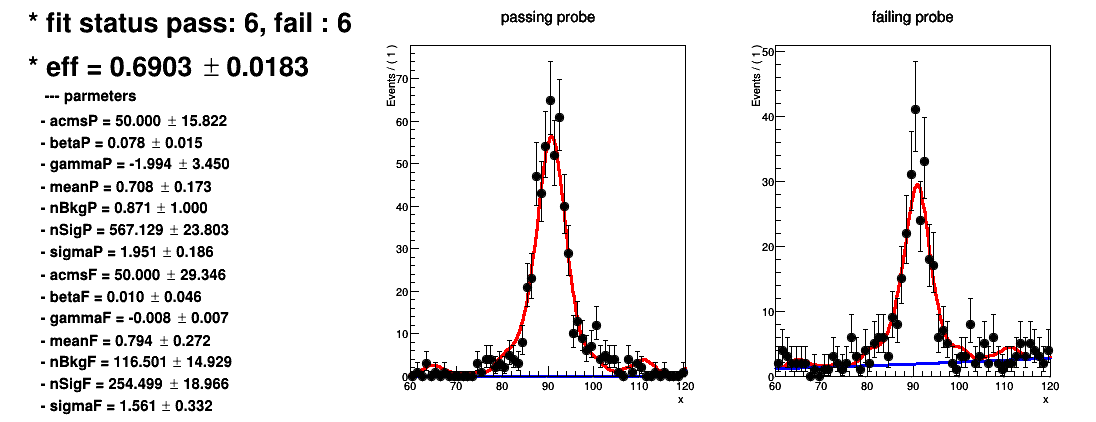 * fit status pass: 6, fail : 6
* eff = 0.6903 ± 0.0183
--- parmeters
- acmsP = 50.000 ± 15.822
- betaP = 0.078 ± 0.015
- gammaP = -1.994 ± 3.450
- meanP = 0.708 ± 0.173
- nBkgP = 0.871 ± 1.000
- nSigP = 567.129 ± 23.803
- sigmaP = 1.951 ± 0.186
- acmsF = 50.000 ± 29.346
- betaF = 0.010 ± 0.046
- gammaF = -0.008 ± 0.007
- meanF = 0.794 ± 0.272
- nBkgF = 116.501 ± 14.929
- nSigF = 254.499 ± 18.966
- sigmaF = 1.561 ± 0.332
passing probe
Events / ( 1 )
70
60
50
40
30
20
10
0
60 70 80 90 100 110 120
x
failing probe
Events / ( 1 )
50
40
30
20
10
0
60 70 80 90 100 110 120
x